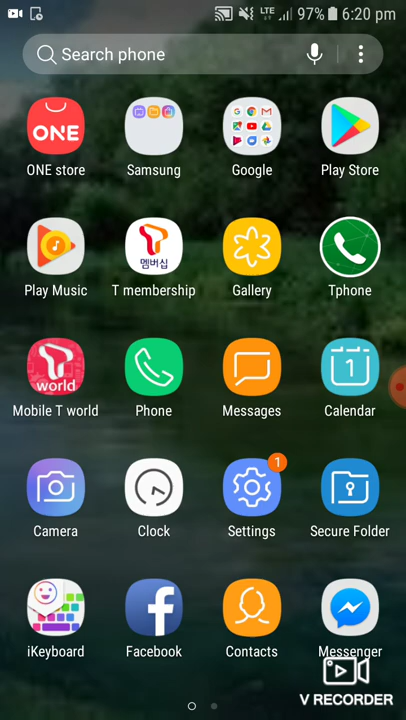 LTE 97% 6:20 pm
Search phone
ONE
ONE store
Samsung
Google
Play Store
멤버십
Play Music
T membership
Gallery
Tphone
world
1
Mobile T world
Phone
Messages
Calendar
1
Camera
Clock
Settings
Secure Folder
iKeyboard
Facebook
Contacts
Messenger
V RECORDER